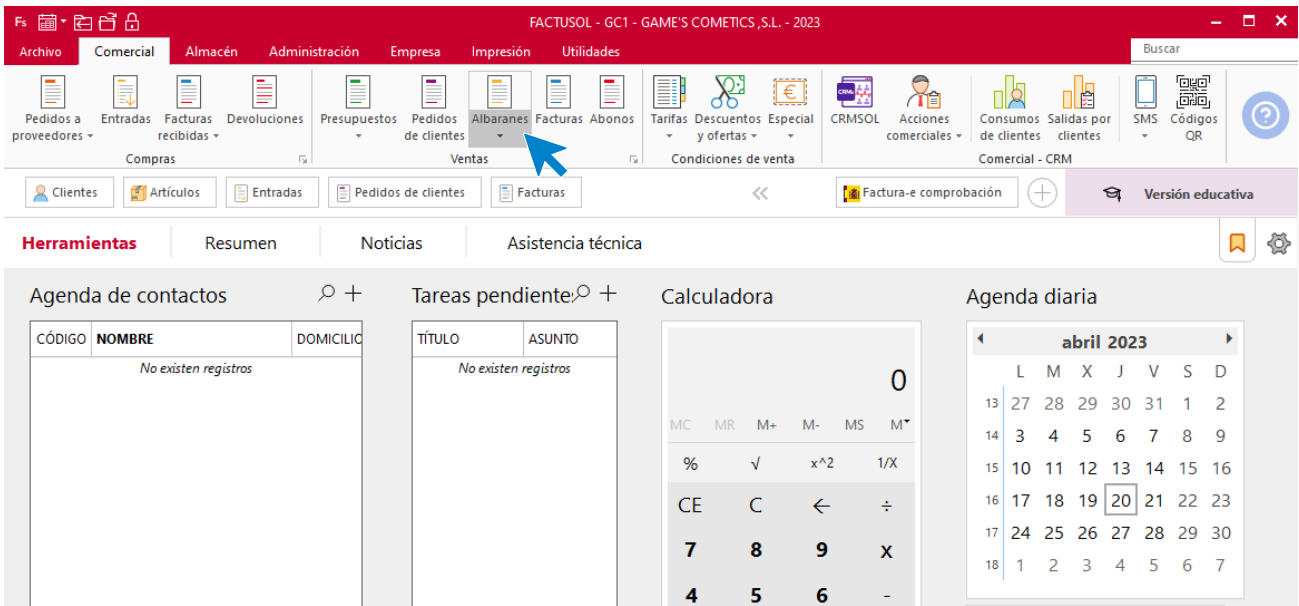 Fs
FACTUSOL - GC1 - GAME'S COMETICS ,S.L. - 2023
Archivo Comercial Almacén Administración Empresa Impresión Utilidades Buscar
Pedidos a proveedores Entradas Facturas recibidas Devoluciones
Compras
Presupuestos Pedidos de clientes Albaranes Facturas Abonos
Ventas
Tarifas Descuentos y ofertas Especial
Condiciones de venta
CRMSOL Acciones comerciales Consumos de clientes Salidas por clientes SMS Códigos QR
Comercial - CRM
Clientes Artículos Entradas Pedidos de clientes Facturas Factura-e comprobación Versión educativa
Herramientas Resumen Noticias Asistencia técnica
Agenda de contactos
CÓDIGO NOMBRE DOMICILIO
No existen registros
Tareas pendientes
TÍTULO ASUNTO
No existen registros
Calculadora
0
MC MR M+ M- MS M
% √ x^2 1/X
CE C ← ÷
7 8 9 x
4 5 6 -
Agenda diaria
abril 2023
L M X J V S D
13 27 28 29 30 31 1 2
14 3 4 5 6 7 8 9
15 10 11 12 13 14 15 16
16 17 18 19 20 21 22 23
17 24 25 26 27 28 29 30
18 1 2 3 4 5 6 7